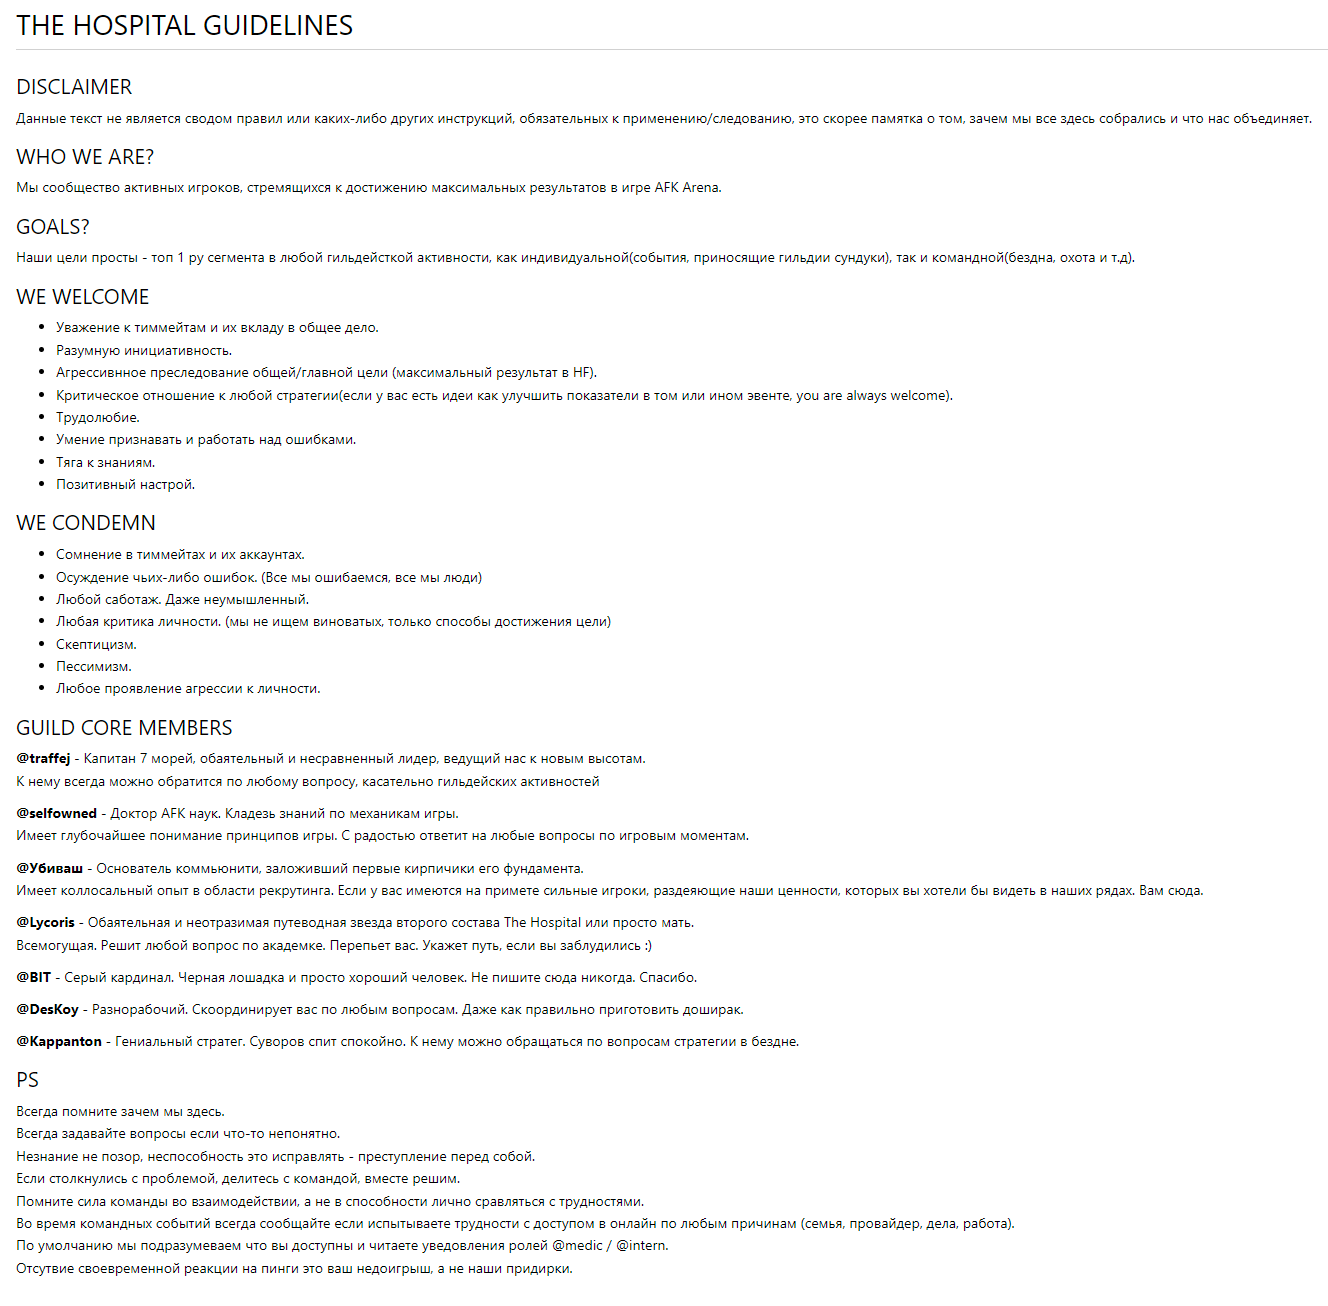 THE HOSPITAL GUIDELINES
DISCLAIMER
Данные текст не является сводом правил или каких-либо других инструкций, обязательных к применению/следованию, это скорее памятка о том, зачем мы все здесь собрались и что нас объединяет.
WHO WE ARE?
Мы сообщество активных игроков, стремящихся к достижению максимальных результатов в игре AFK Arena.
GOALS?
Наши цели просты - топ 1 ру сегмента в любой гильдейсткой активности, как индивидуальной(события, приносящие гильдии сундуки), так и командной(бездна, охота и т.д).
WE WELCOME
• Уважение к тиммейтам и их вкладу в общее дело.
• Разумную инициативность.
• Агрессивнное преследование общей/главной цели (максимальный результат в HF).
• Критическое отношение к любой стратегии(если у вас есть идеи как улучшить показатели в том или ином эвенте, you are always welcome).
• Трудолюбие.
• Умение признавать и работать над ошибками.
• Тяга к знаниям.
• Позитивный настрой.
WE CONDEMN
• Сомнение в тиммейтах и их аккаунтах.
• Осуждение чьих-либо ошибок. (Все мы ошибаемся, все мы люди)
• Любой саботаж. Даже неумышленный.
• Любая критика личности. (мы не ищем виноватых, только способы достижения цели)
• Скептицизм.
• Пессимизм.
• Любое проявление агрессии к личности.
GUILD CORE MEMBERS
@traffej - Капитан 7 морей, обаятельный и несравненный лидер, ведущий нас к новым высотам.
К нему всегда можно обратится по любому вопросу, касательно гильдейских активностей
@selfowned - Доктор AFK наук. Кладезь знаний по механикам игры.
Имеет глубочайшее понимание принципов игры. С радостью ответит на любые вопросы по игровым моментам.
@Убиваш - Основатель коммьюнити, заложивший первые кирпичики его фундамента.
Имеет коллосальный опыт в области рекрутинга. Если у вас имеются на примете сильные игроки, раздеяющие наши ценности, которых вы хотели бы видеть в наших рядах. Вам сюда.
@Lycoris - Обаятельная и неотразимая путеводная звезда второго состава The Hospital или просто мать.
Всемогущая. Решит любой вопрос по академке. Перепьет вас. Укажет путь, если вы заблудились :)
@BIT - Серый кардинал. Черная лошадка и просто хороший человек. Не пишите сюда никогда. Спасибо.
@DesKoy - Разнорабочий. Скоординирует вас по любым вопросам. Даже как правильно приготовить доширак.
@Kappanton - Гениальный стратег. Суворов спит спокойно. К нему можно обращаться по вопросам стратегии в бездне.
PS
Всегда помните зачем мы здесь.
Всегда задавайте вопросы если что-то непонятно.
Незнание не позор, неспособность это исправлять - преступление перед собой.
Если столкнулись с проблемой, делитесь с командой, вместе решим.
Помните сила команды во взаимодействии, а не в способности лично сравляться с трудностями.
Во время командных событий всегда сообщайте если испытываете трудности с доступом в онлайн по любым причинам (семья, провайдер, дела, работа).
По умолчанию мы подразумеваем что вы доступны и читаете уведомления ролей @medic / @intern.
Отсутвие своевременной реакции на пинги это ваш недоигрыш, а не наши придирки.